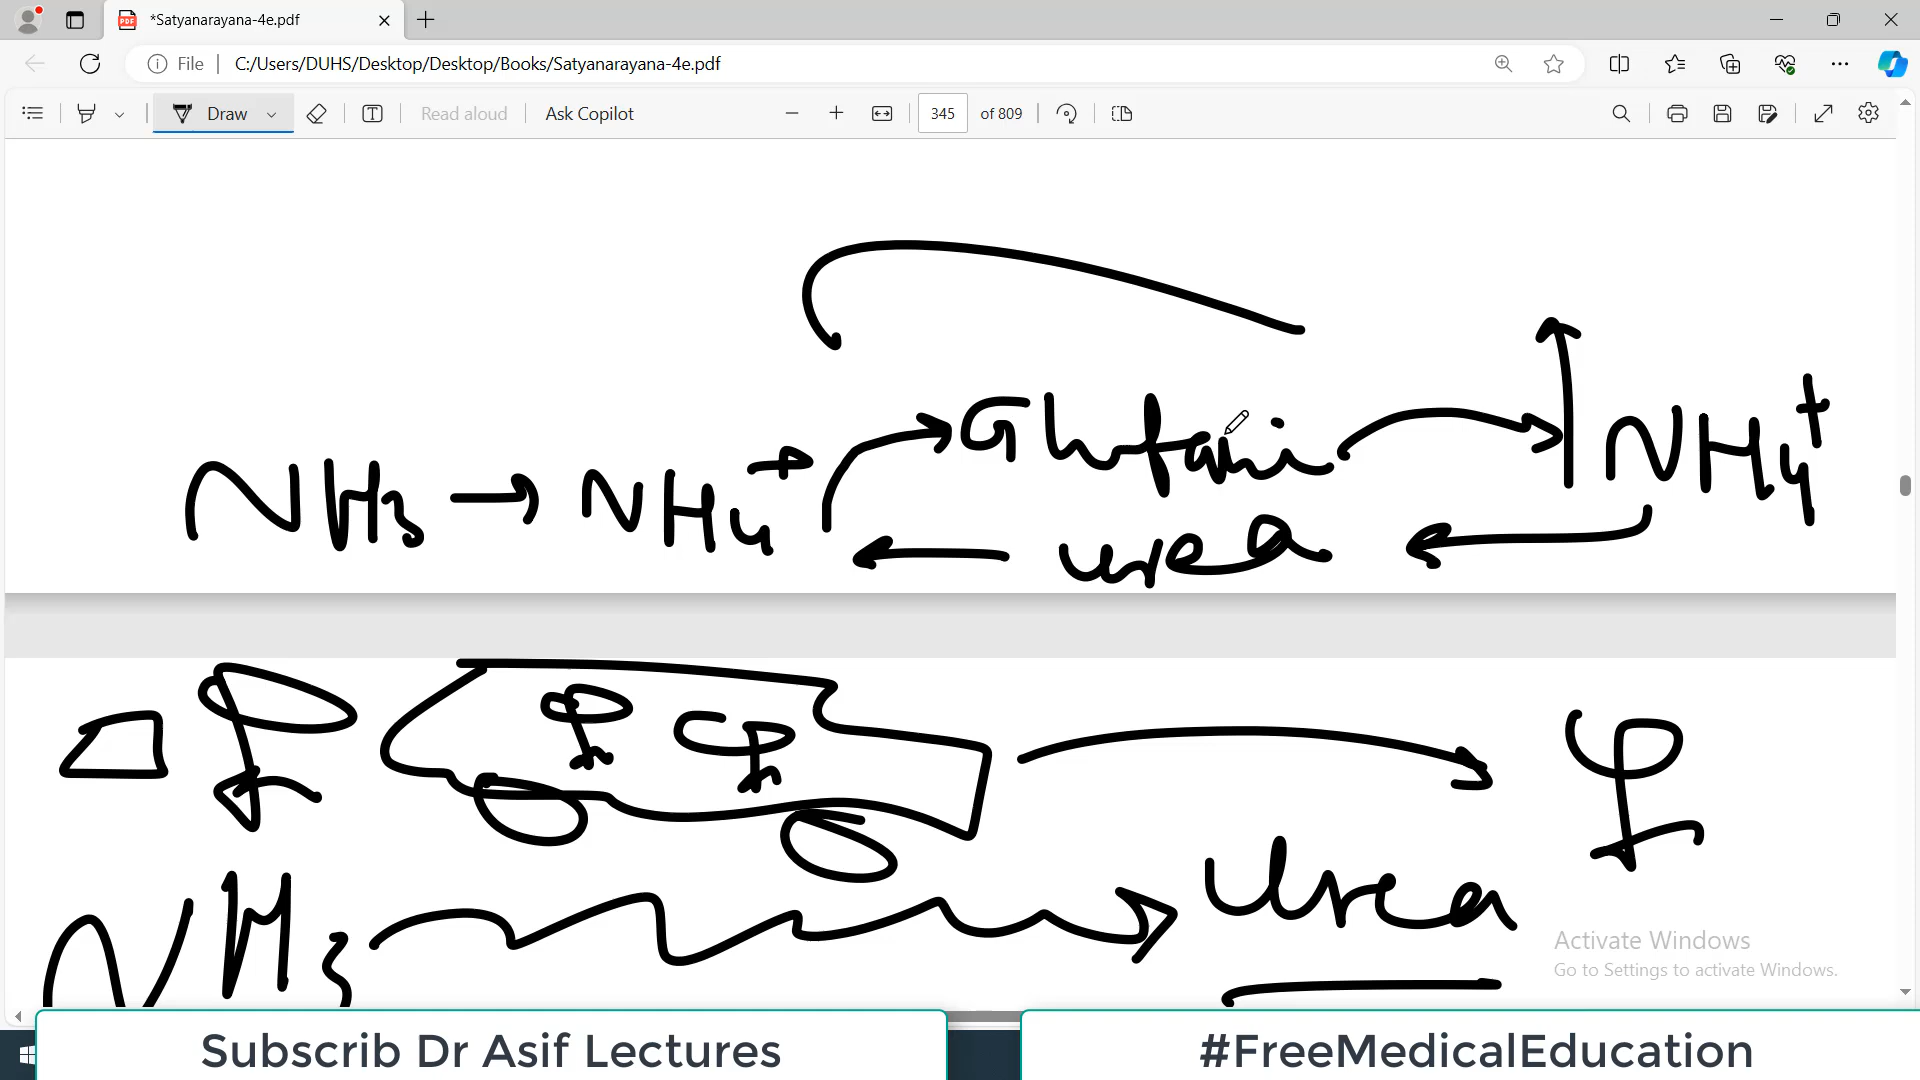 *Satyanarayana-4e.pdf
File C:/Users/DUHS/Desktop/Desktop/Books/Satyanarayana-4e.pdf
Draw Read aloud Ask Copilot 345 of 809
NH3 → NH4+ NH4+
← urea
Urea
NH3
Activate Windows
Go to Settings to activate Windows.
Subscrib Dr Asif Lectures #FreeMedicalEducation